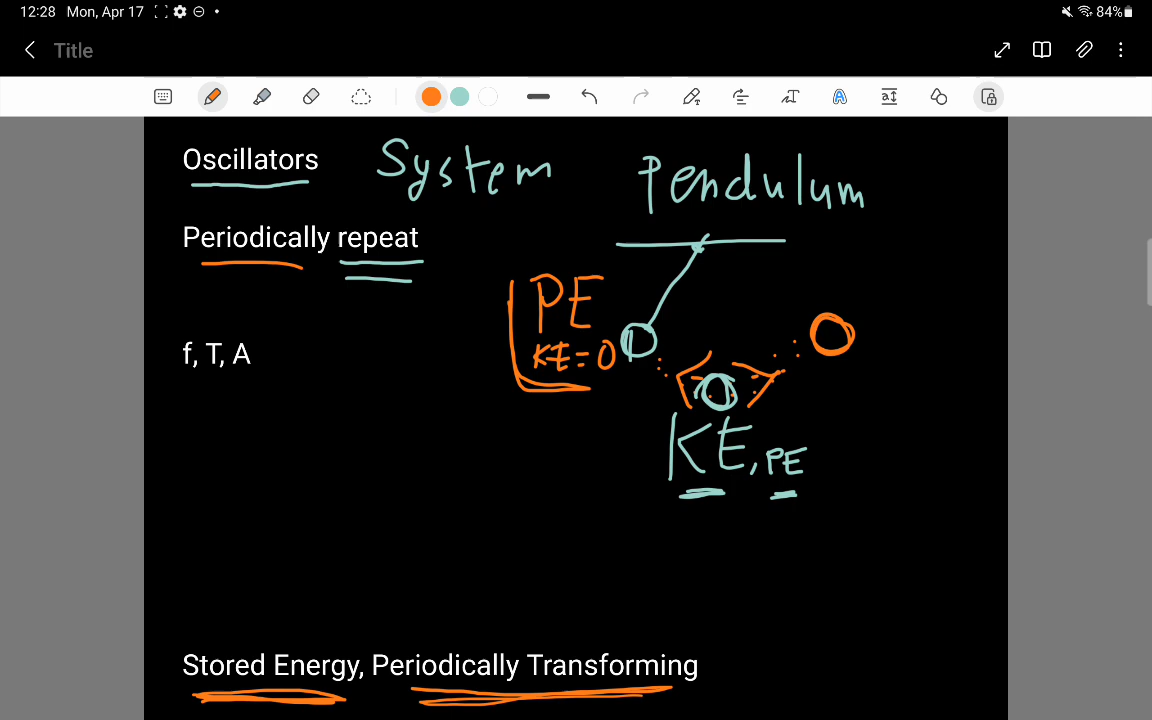 12:28 Mon, Apr 17 84%
Title
Oscillators System Pendulum
Periodically repeat
PE
KE = 0
f, T, A
KE, PE
Stored Energy, Periodically Transforming